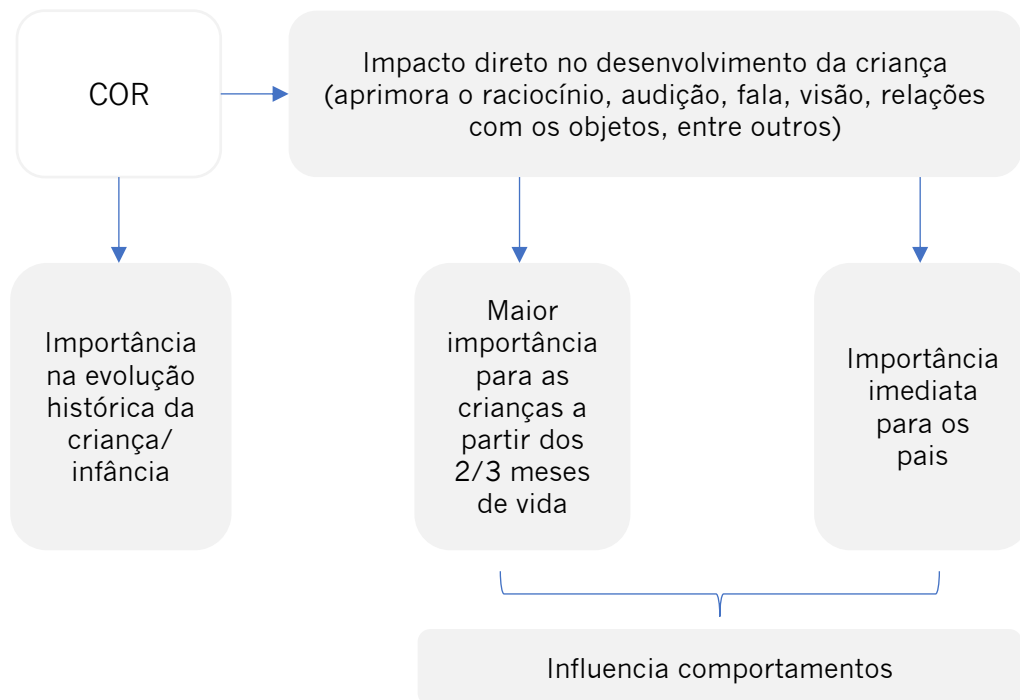 COR
Impacto direto no desenvolvimento da criança
(aprimora o raciocínio, audição, fala, visão, relações
com os objetos, entre outros)
Importância
na evolução
histórica da
criança/
infância
Maior
importância
para as
crianças a
partir dos
2/3 meses
de vida
Importância
imediata
para os
pais
Influencia comportamentos